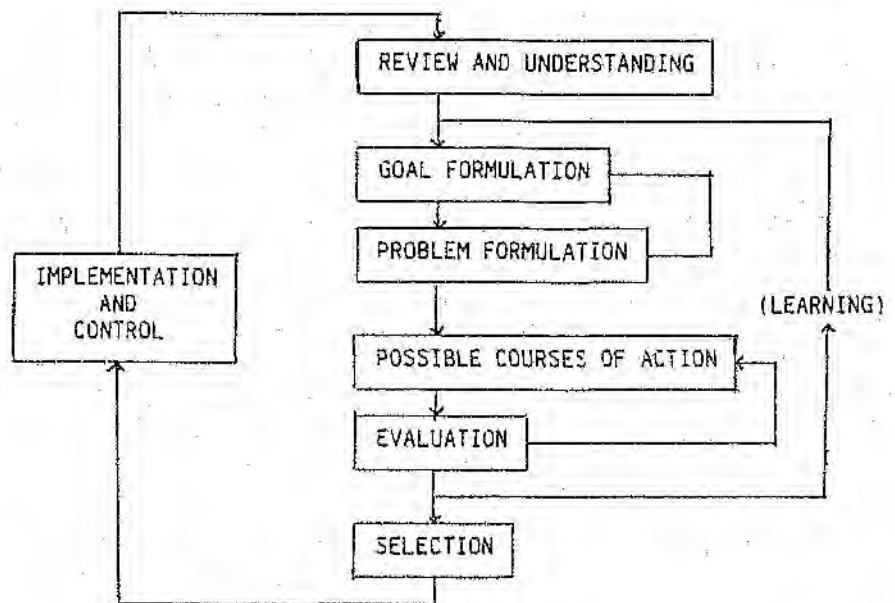 REVIEW AND UNDERSTANDING
GOAL FORMULATION
PROBLEM FORMULATION
IMPLEMENTATION
AND
CONTROL
(LEARNING)
POSSIBLE COURSES OF ACTION
EVALUATION
SELECTION